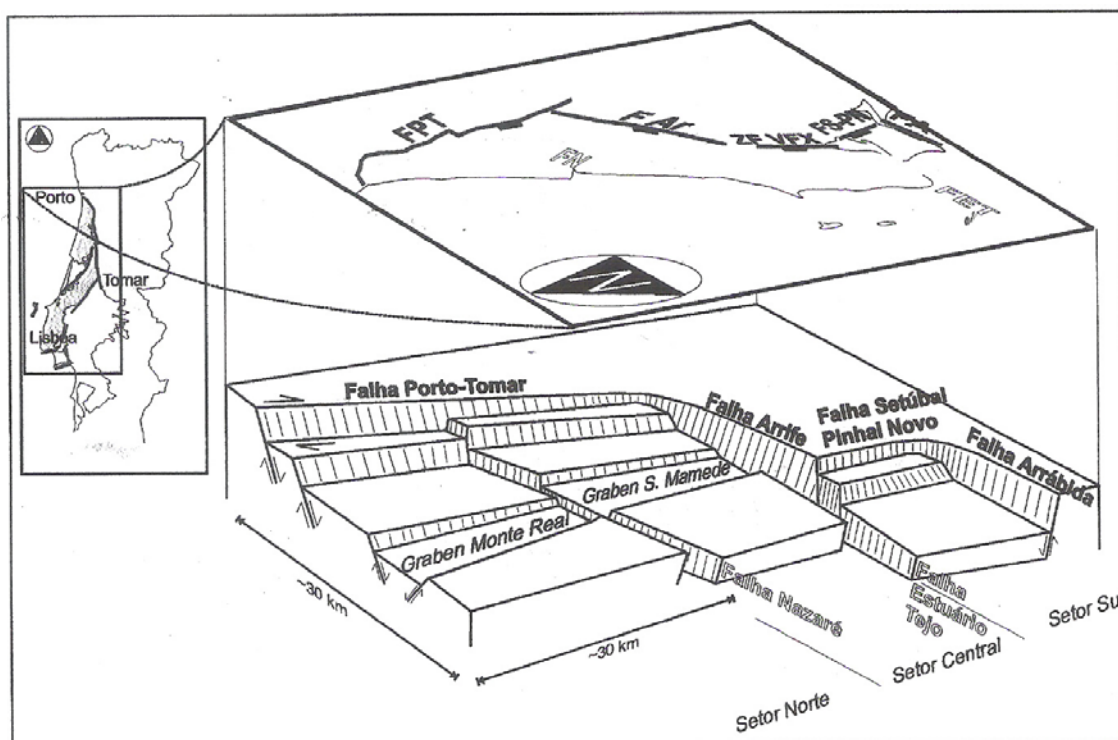 FPT
F.Ar
ZF.VFX
FS-PN
FN
FET
N
Porto
Tomar
Lisboa
Falha Porto-Tomar
Falha Arrife
Falha Setúbal
Pinhal Novo
Falha Arrábida
Graben S. Mamede
Graben Monte Real
Falha Nazaré
Falha
Estuário
Tejo
~30 km
~30 km
Setor Norte
Setor Central
Setor Su